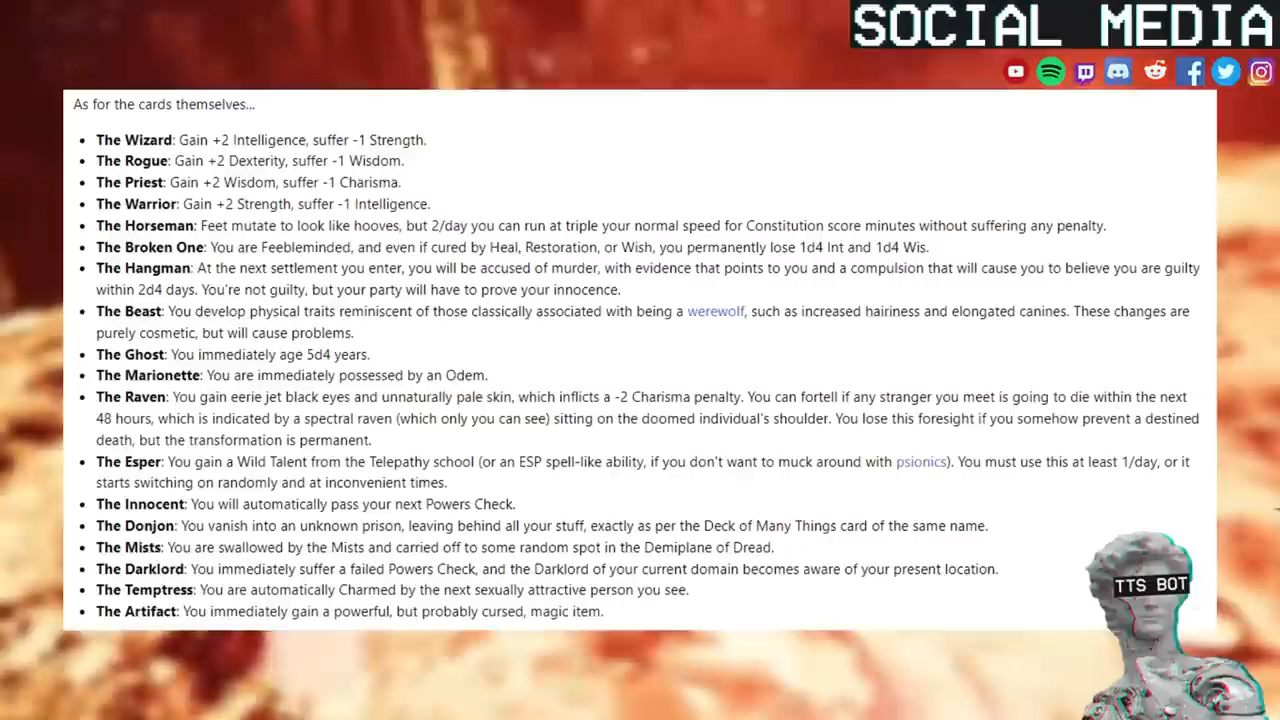 SOCIAL MEDIA
As for the cards themselves...
• The Wizard: Gain +2 Intelligence, suffer -1 Strength.
• The Rogue: Gain +2 Dexterity, suffer -1 Wisdom.
• The Priest: Gain +2 Wisdom, suffer -1 Charisma.
• The Warrior: Gain +2 Strength, suffer -1 Intelligence.
• The Horseman: Feet mutate to look like hooves, but 2/day you can run at triple your normal speed for Constitution score minutes without suffering any penalty.
• The Broken One: You are Feebleminded, and even if cured by Heal, Restoration, or Wish, you permanently lose 1d4 Int and 1d4 Wis.
• The Hangman: At the next settlement you enter, you will be accused of murder, with evidence that points to you and a compulsion that will cause you to believe you are guilty
within 2d4 days. You're not guilty, but your party will have to prove your innocence.
• The Beast: You develop physical traits reminiscent of those classically associated with being a werewolf, such as increased hairiness and elongated canines. These changes are
purely cosmetic, but will cause problems.
• The Ghost: You immediately age 5d4 years.
• The Marionette: You are immediately possessed by an Odem.
• The Raven: You gain eerie jet black eyes and unnaturally pale skin, which inflicts a -2 Charisma penalty. You can fortell if any stranger you meet is going to die within the next
48 hours, which is indicated by a spectral raven (which only you can see) sitting on the doomed individual's shoulder. You lose this foresight if you somehow prevent a destined
death, but the transformation is permanent.
• The Esper: You gain a Wild Talent from the Telepathy school (or an ESP spell-like ability, if you don't want to muck around with psionics). You must use this at least 1/day, or it
starts switching on randomly and at inconvenient times.
• The Innocent: You will automatically pass your next Powers Check.
• The Donjon: You vanish into an unknown prison, leaving behind all your stuff, exactly as per the Deck of Many Things card of the same name.
• The Mists: You are swallowed by the Mists and carried off to some random spot in the Demiplane of Dread.
• The Darklord: You immediately suffer a failed Powers Check, and the Darklord of your current domain becomes aware of your present location.
• The Temptress: You are automatically Charmed by the next sexually attractive person you see.
• The Artifact: You immediately gain a powerful, but probably cursed, magic item.
TTS BOT